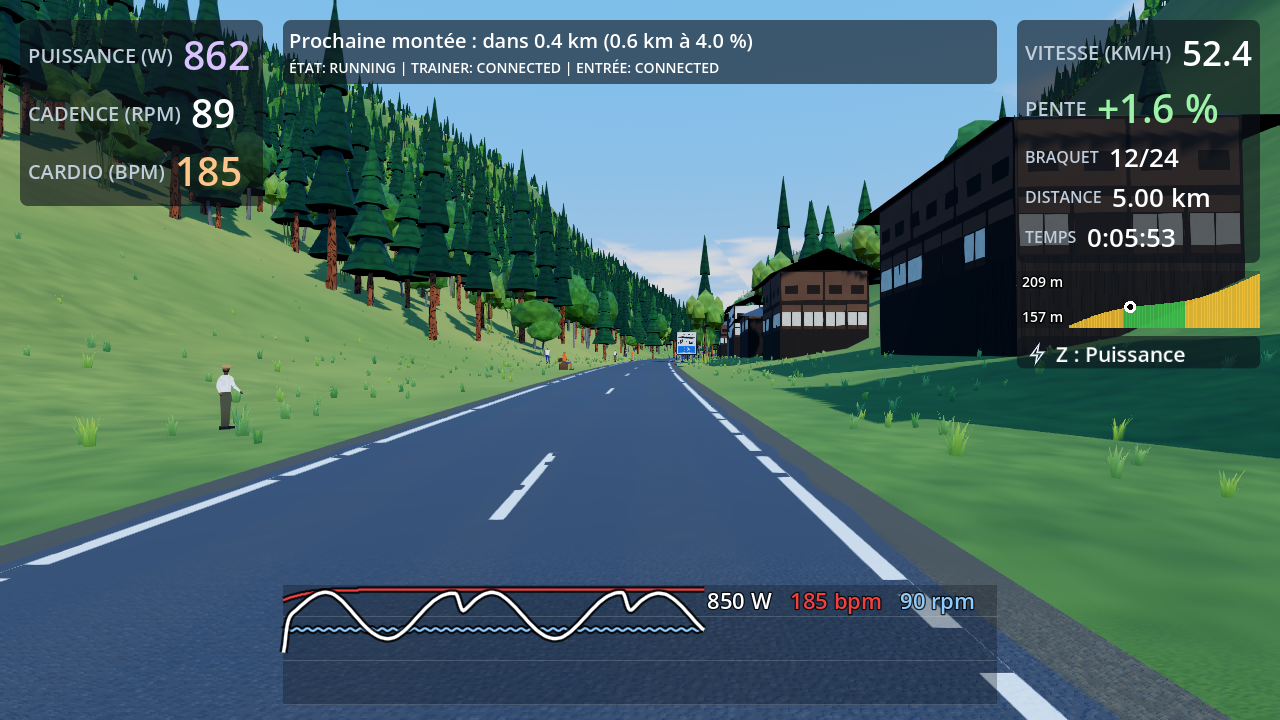 PUISSANCE (W) 862
CADENCE (RPM) 89
CARDIO (BPM) 185
Prochaine montée : dans 0.4 km (0.6 km à 4.0 %)
ÉTAT: RUNNING | TRAINER: CONNECTED | ENTRÉE: CONNECTED
VITESSE (KM/H) 52.4
PENTE +1.6 %
BRAQUET 12/24
DISTANCE 5.00 km
TEMPS 0:05:53
209 m
157 m
Z : Puissance
850 W 185 bpm 90 rpm